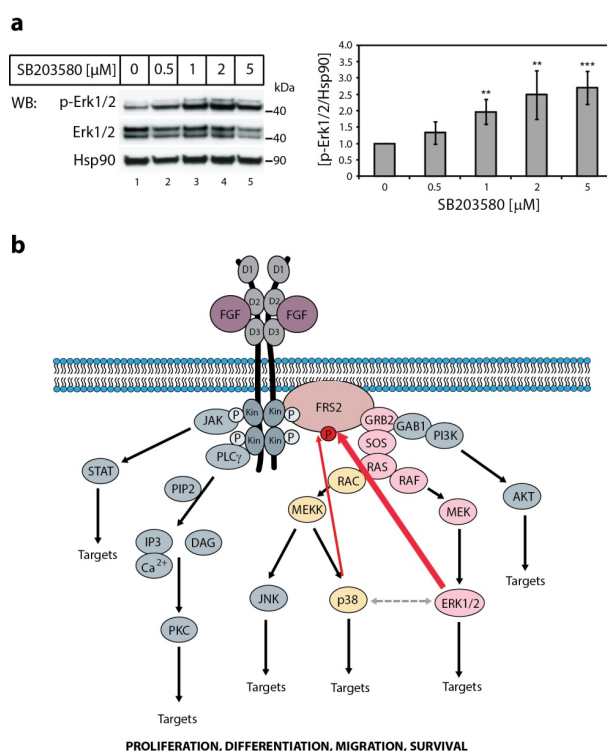 a
SB203580 [µM] 0 0.5 1 2 5
kDa
WB: p-Erk1/2 –40
Erk1/2 –40
Hsp90 –90
1 2 3 4 5
[p-Erk1/2/Hsp90]
4.0
3.5
3.0
2.5
2.0
1.5
1.0
0.5
0
** ** ***
0 0.5 1 2 5
SB203580 [µM]
b
D1 D1
D2 D2
FGF FGF
D3 D3
FRS2
JAK P Kin Kin P
GRB2 GAB1
P Kin Kin P P
SOS PI3K
PLCγ
STAT RAS
PIP2 RAC RAF AKT
MEKK MEK
IP3 DAG
Targets
Ca2+
Targets
JNK p38 ERK1/2
PKC
Targets Targets Targets
Targets
PROLIFERATION, DIFFERENTIATION, MIGRATION, SURVIVAL